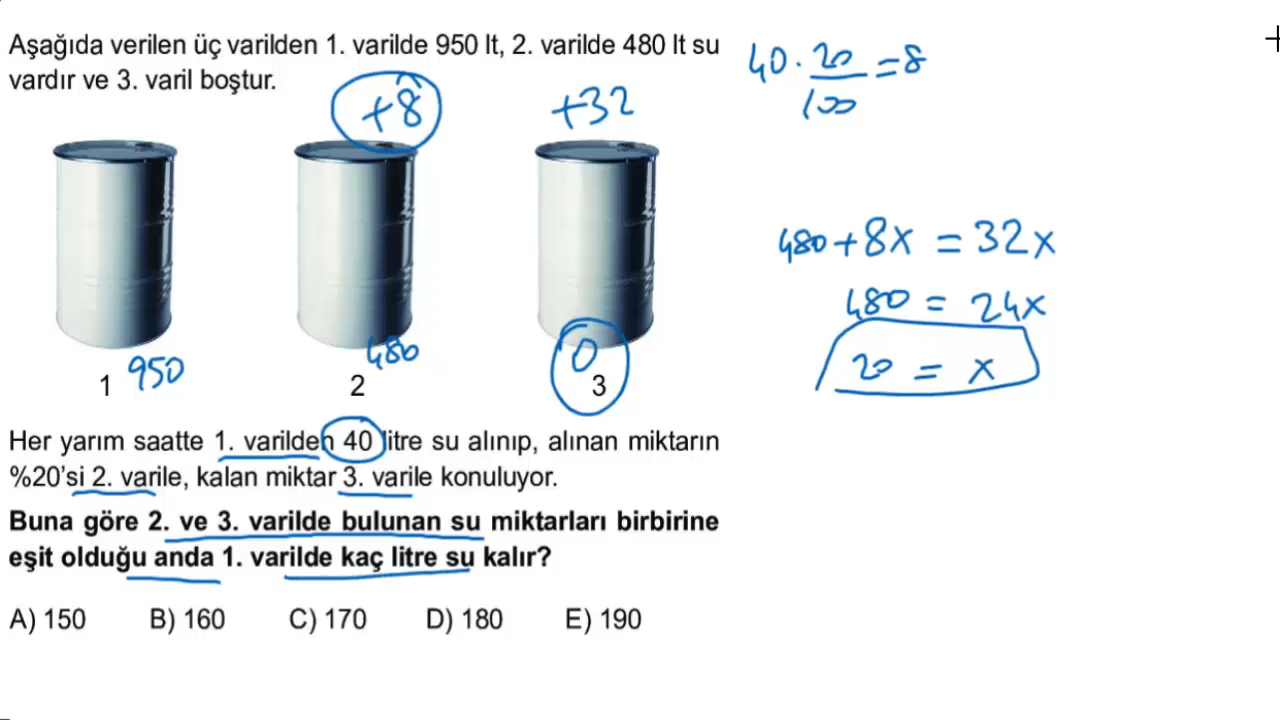 Aşağıda verilen üç varilden 1. varilde 950 lt, 2. varilde 480 lt su
vardır ve 3. varil boştur.
40 . 20/100 = 8
+8
+32
480 + 8x = 32x
480 = 24x
20 = x
950
480
0
1
2
3
Her yarım saatte 1. varilden 40 litre su alınıp, alınan miktarın
%20'si 2. varile, kalan miktar 3. varile konuluyor.
Buna göre 2. ve 3. varilde bulunan su miktarları birbirine
eşit olduğu anda 1. varilde kaç litre su kalır?
A) 150 B) 160 C) 170 D) 180 E) 190